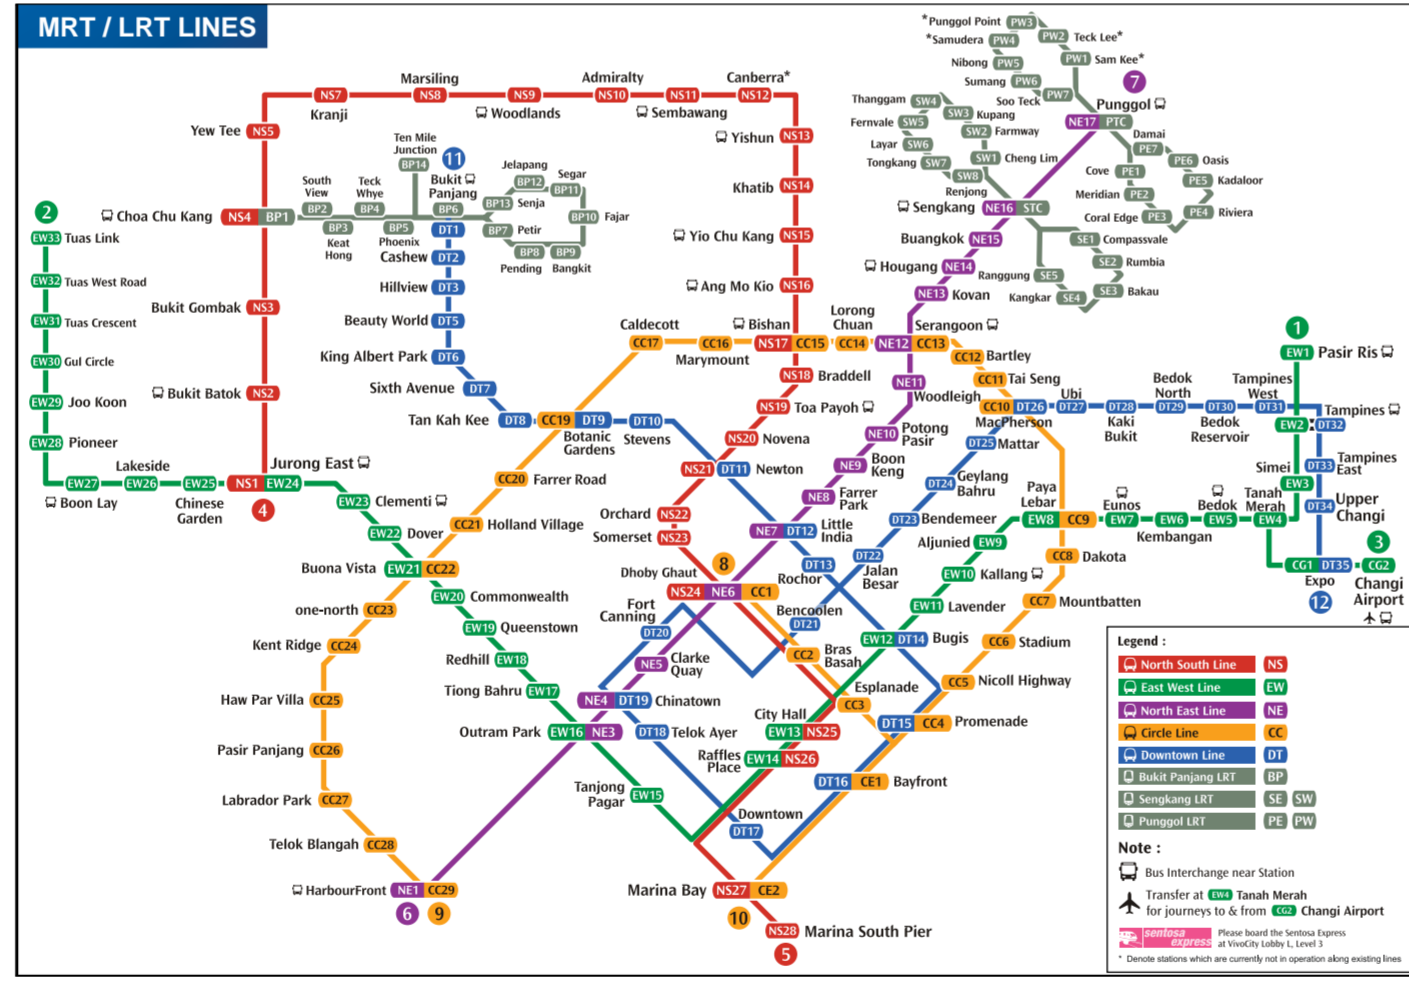 MRT / LRT LINES
*Punggol Point PW3
*Samudera PW4
PW2 Teck Lee*
Nibong PW5
PW1 Sam Kee*
Sumang PW6
Soo Teck PW7
7
Punggol
NE17 PTC
Thanggam SW4
SW3 Kupang
Fernvale SW5
SW2 Farmway
Layar SW6
SW1 Cheng Lim
Tongkang SW7
SW8
Renjong
Damai
PE7
PE6 Oasis
Cove PE1
PE5 Kadaloor
Meridian PE2
Coral Edge PE3
PE4 Riviera
Sengkang NE16 STC
Buangkok NE15
SE1 Compassvale
Hougang NE14
SE2 Rumbia
Ranggung SE5
SE3 Bakau
Kangkar SE4
NE13 Kovan
Marsiling
Admiralty
Canberra*
NS7 NS8 NS9 NS10 NS11 NS12
Kranji
Woodlands
Sembawang
Yew Tee NS5
Yishun NS13
Khatib NS14
Yio Chu Kang NS15
Ang Mo Kio NS16
Ten Mile
Junction
BP14
11
Bukit
Panjang
BP6
DT1
South
View
BP2
Teck
Whye
BP4
Choa Chu Kang NS4 BP1
BP3
Keat
Hong
BP5
Phoenix
Jelapang
BP12
Segar
BP11
BP13 Senja
BP10 Fajar
BP7 Petir
BP8
Pending
BP9
Bangkit
2
EW33 Tuas Link
EW32 Tuas West Road
EW31 Tuas Crescent
EW30 Gul Circle
EW29 Joo Koon
EW28 Pioneer
Bukit Gombak NS3
Bukit Batok NS2
Cashew DT2
Hillview DT3
Beauty World DT5
King Albert Park DT6
Sixth Avenue DT7
Tan Kah Kee DT8
CC19 DT9
Botanic
Gardens
DT10
Stevens
Caldecott
CC17
CC16
Marymount
Bishan
NS17 CC15
Lorong
Chuan
CC14
Serangoon
NE12 CC13
CC12 Bartley
CC11 Tai Seng
CC10 DT26
MacPherson
Ubi
DT27
DT28
Kaki
Bukit
Bedok
North
DT29
DT30
Bedok
Reservoir
Tampines
West
DT31
1
EW1 Pasir Ris
Tampines
EW2 DT32
DT33 Tampines
East
Simei
EW3
DT34 Upper
Changi
Tanah
Merah
EW4
3
CG1 DT35
Expo
12
CG2
Changi
Airport
NS18 Braddell
NS19 Toa Payoh
NS20 Novena
NS21 DT11 Newton
Orchard NS22
Somerset NS23
NE11
Woodleigh
NE10 Potong
Pasir
NE9 Boon
Keng
NE8 Farrer
Park
NE7 DT12 Little
India
DT25 Mattar
DT24 Geylang
Bahru
DT23 Bendemeer
DT22
Jalan
Besar
DT13
Rochor
Bencoolen
DT21
Paya
Lebar
EW8 CC9
Eunos
EW7
EW6
Kembangan
Bedok
EW5
Aljunied EW9
EW10 Kallang
EW11 Lavender
EW12 DT14 Bugis
CC8 Dakota
CC7 Mountbatten
CC6 Stadium
CC5 Nicoll Highway
DT15 CC4 Promenade
Lakeside
EW27
Boon Lay
EW26
EW25
Chinese
Garden
Jurong East
NS1 EW24
4
EW23 Clementi
EW22 Dover
Buona Vista EW21 CC22
CC20 Farrer Road
CC21 Holland Village
EW20 Commonwealth
EW19 Queenstown
Redhill EW18
Tiong Bahru EW17
Outram Park EW16 NE3
one-north CC23
Kent Ridge CC24
Haw Par Villa CC25
Pasir Panjang CC26
Labrador Park CC27
Telok Blangah CC28
HarbourFront NE1 CC29
6 9
8
Dhoby Ghaut
NS24 NE6 CC1
Fort
Canning
DT20
NE5 Clarke
Quay
NE4 DT19 Chinatown
DT18 Telok Ayer
CC2 Bras
Basah
Esplanade
CC3
City Hall
EW13 NS25
Raffles
Place
EW14 NS26
Tanjong
Pagar
EW15
Downtown
DT17
DT16 CE1 Bayfront
Marina Bay NS27 CE2
10
NS28 Marina South Pier
5
Legend :
North South Line NS
East West Line EW
North East Line NE
Circle Line CC
Downtown Line DT
Bukit Panjang LRT BP
Sengkang LRT SE SW
Punggol LRT PE PW
Note :
Bus Interchange near Station
Transfer at EW4 Tanah Merah
for journeys to & from CG2 Changi Airport
sentosa
express
Please board the Sentosa Express
at VivoCity Lobby L, Level 3
* Denote stations which are currently not in operation along existing lines